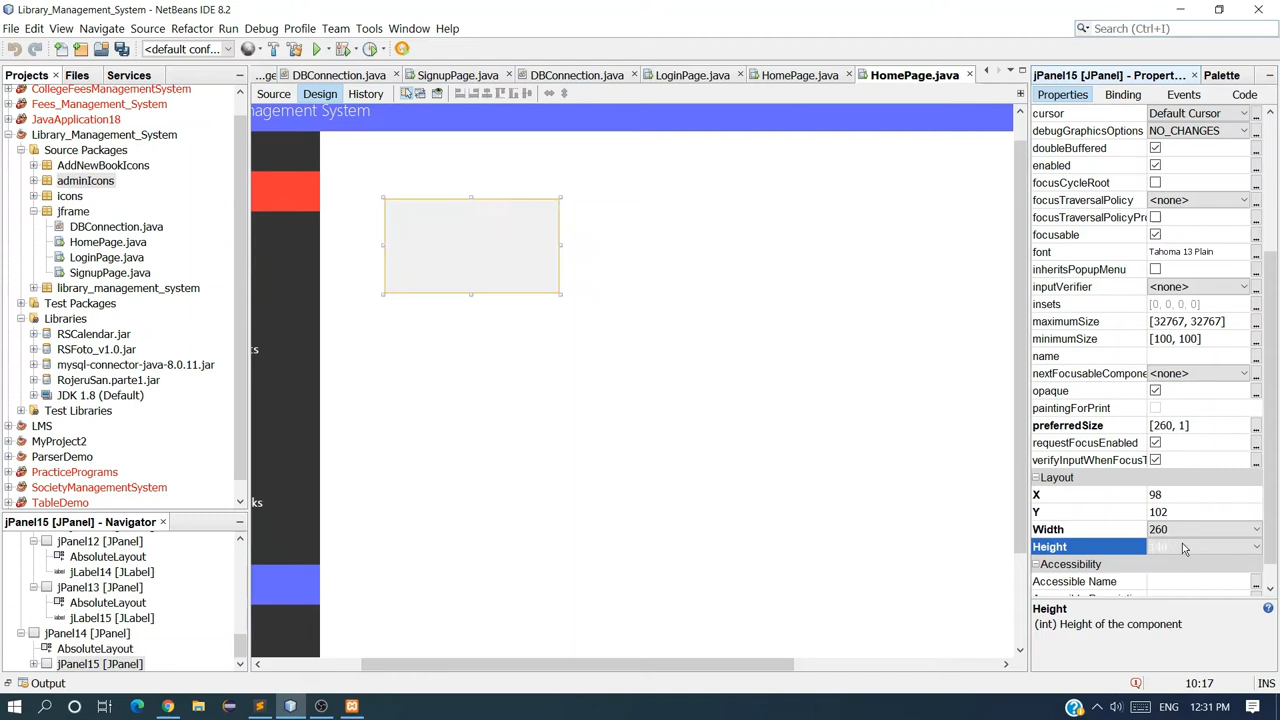 Library_Management_System - NetBeans IDE 8.2
File Edit View Navigate Source Refactor Run Debug Profile Team Tools Window Help
Search (Ctrl+I)
<default conf...
Projects Files Services
...ge DBConnection.java SignupPage.java DBConnection.java LoginPage.java HomePage.java HomePage.java
jPanel15 [JPanel] - Propert... Palette
Source Design History
Properties Binding Events Code
CollegeFeesManagementSystem
Fees_Management_System
JavaApplication18
Library_Management_System
Source Packages
AddNewBookIcons
adminIcons
icons
jframe
DBConnection.java
HomePage.java
LoginPage.java
SignupPage.java
library_management_system
Test Packages
Libraries
RSCalendar.jar
RSFoto_v1.0.jar
mysql-connector-java-8.0.11.jar
RojeruSan.parte1.jar
JDK 1.8 (Default)
Test Libraries
LMS
MyProject2
ParserDemo
PracticePrograms
SocietyManagementSystem
TableDemo
jPanel15 [JPanel] - Navigator
jPanel12 [JPanel]
AbsoluteLayout
jLabel14 [JLabel]
jPanel13 [JPanel]
AbsoluteLayout
jLabel15 [JLabel]
jPanel14 [JPanel]
AbsoluteLayout
jPanel15 [JPanel]
nagement System
ts
ks
cursor Default Cursor ...
debugGraphicsOptions NO_CHANGES ...
doubleBuffered ...
enabled ...
focusCycleRoot ...
focusTraversalPolicy <none> ...
focusTraversalPolicyPro ...
focusable ...
font Tahoma 13 Plain ...
inheritsPopupMenu ...
inputVerifier <none> ...
insets [0, 0, 0, 0] ...
maximumSize [32767, 32767] ...
minimumSize [100, 100] ...
name ...
nextFocusableCompone <none> ...
opaque ...
paintingForPrint ...
preferredSize [260, 1] ...
requestFocusEnabled ...
verifyInputWhenFocusT ...
Layout
X 98
Y 102
Width 260
Height
Accessibility
Accessible Name ...
Height
(int) Height of the component
Output
10:17 INS
ENG 12:31 PM